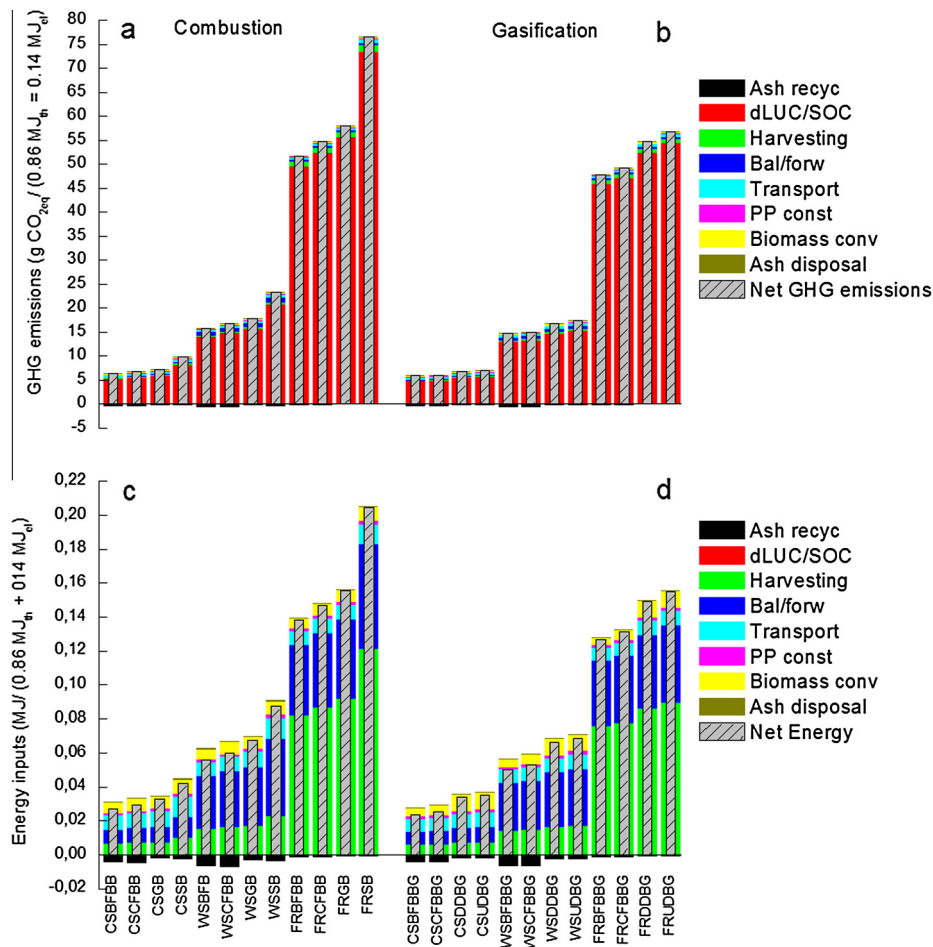 a
Combustion
Gasification
b
GHG emissions (g CO2eq/ (0.86 MJth = 0.14 MJel)
80
75
70
65
60
55
50
45
40
35
30
25
20
15
10
5
0
-5
Ash recyc
dLUC/SOC
Harvesting
Bal/forw
Transport
PP const
Biomass conv
Ash disposal
Net GHG emissions
c
d
Energy inputs (MJ/ (0.86 MJth + 014 MJel)
0,22
0,20
0,18
0,16
0,14
0,12
0,10
0,08
0,06
0,04
0,02
0,00
-0,02
Ash recyc
dLUC/SOC
Harvesting
Bal/forw
Transport
PP const
Biomass conv
Ash disposal
Net Energy
CSBFBB
CSCFBB
CSGB
CSSB
WSBFB
WSCFBB
WSGB
WSSB
FRBFBB
FRCFBB
FRGB
FRSB
CSBFBBG
CSCFBBG
CSDDBG
CSUDBG
WSBFBBG
WSCFBBG
WSDDBG
WSUDBG
FRBFBBG
FRCFBBG
FRDDBG
FRUDBG